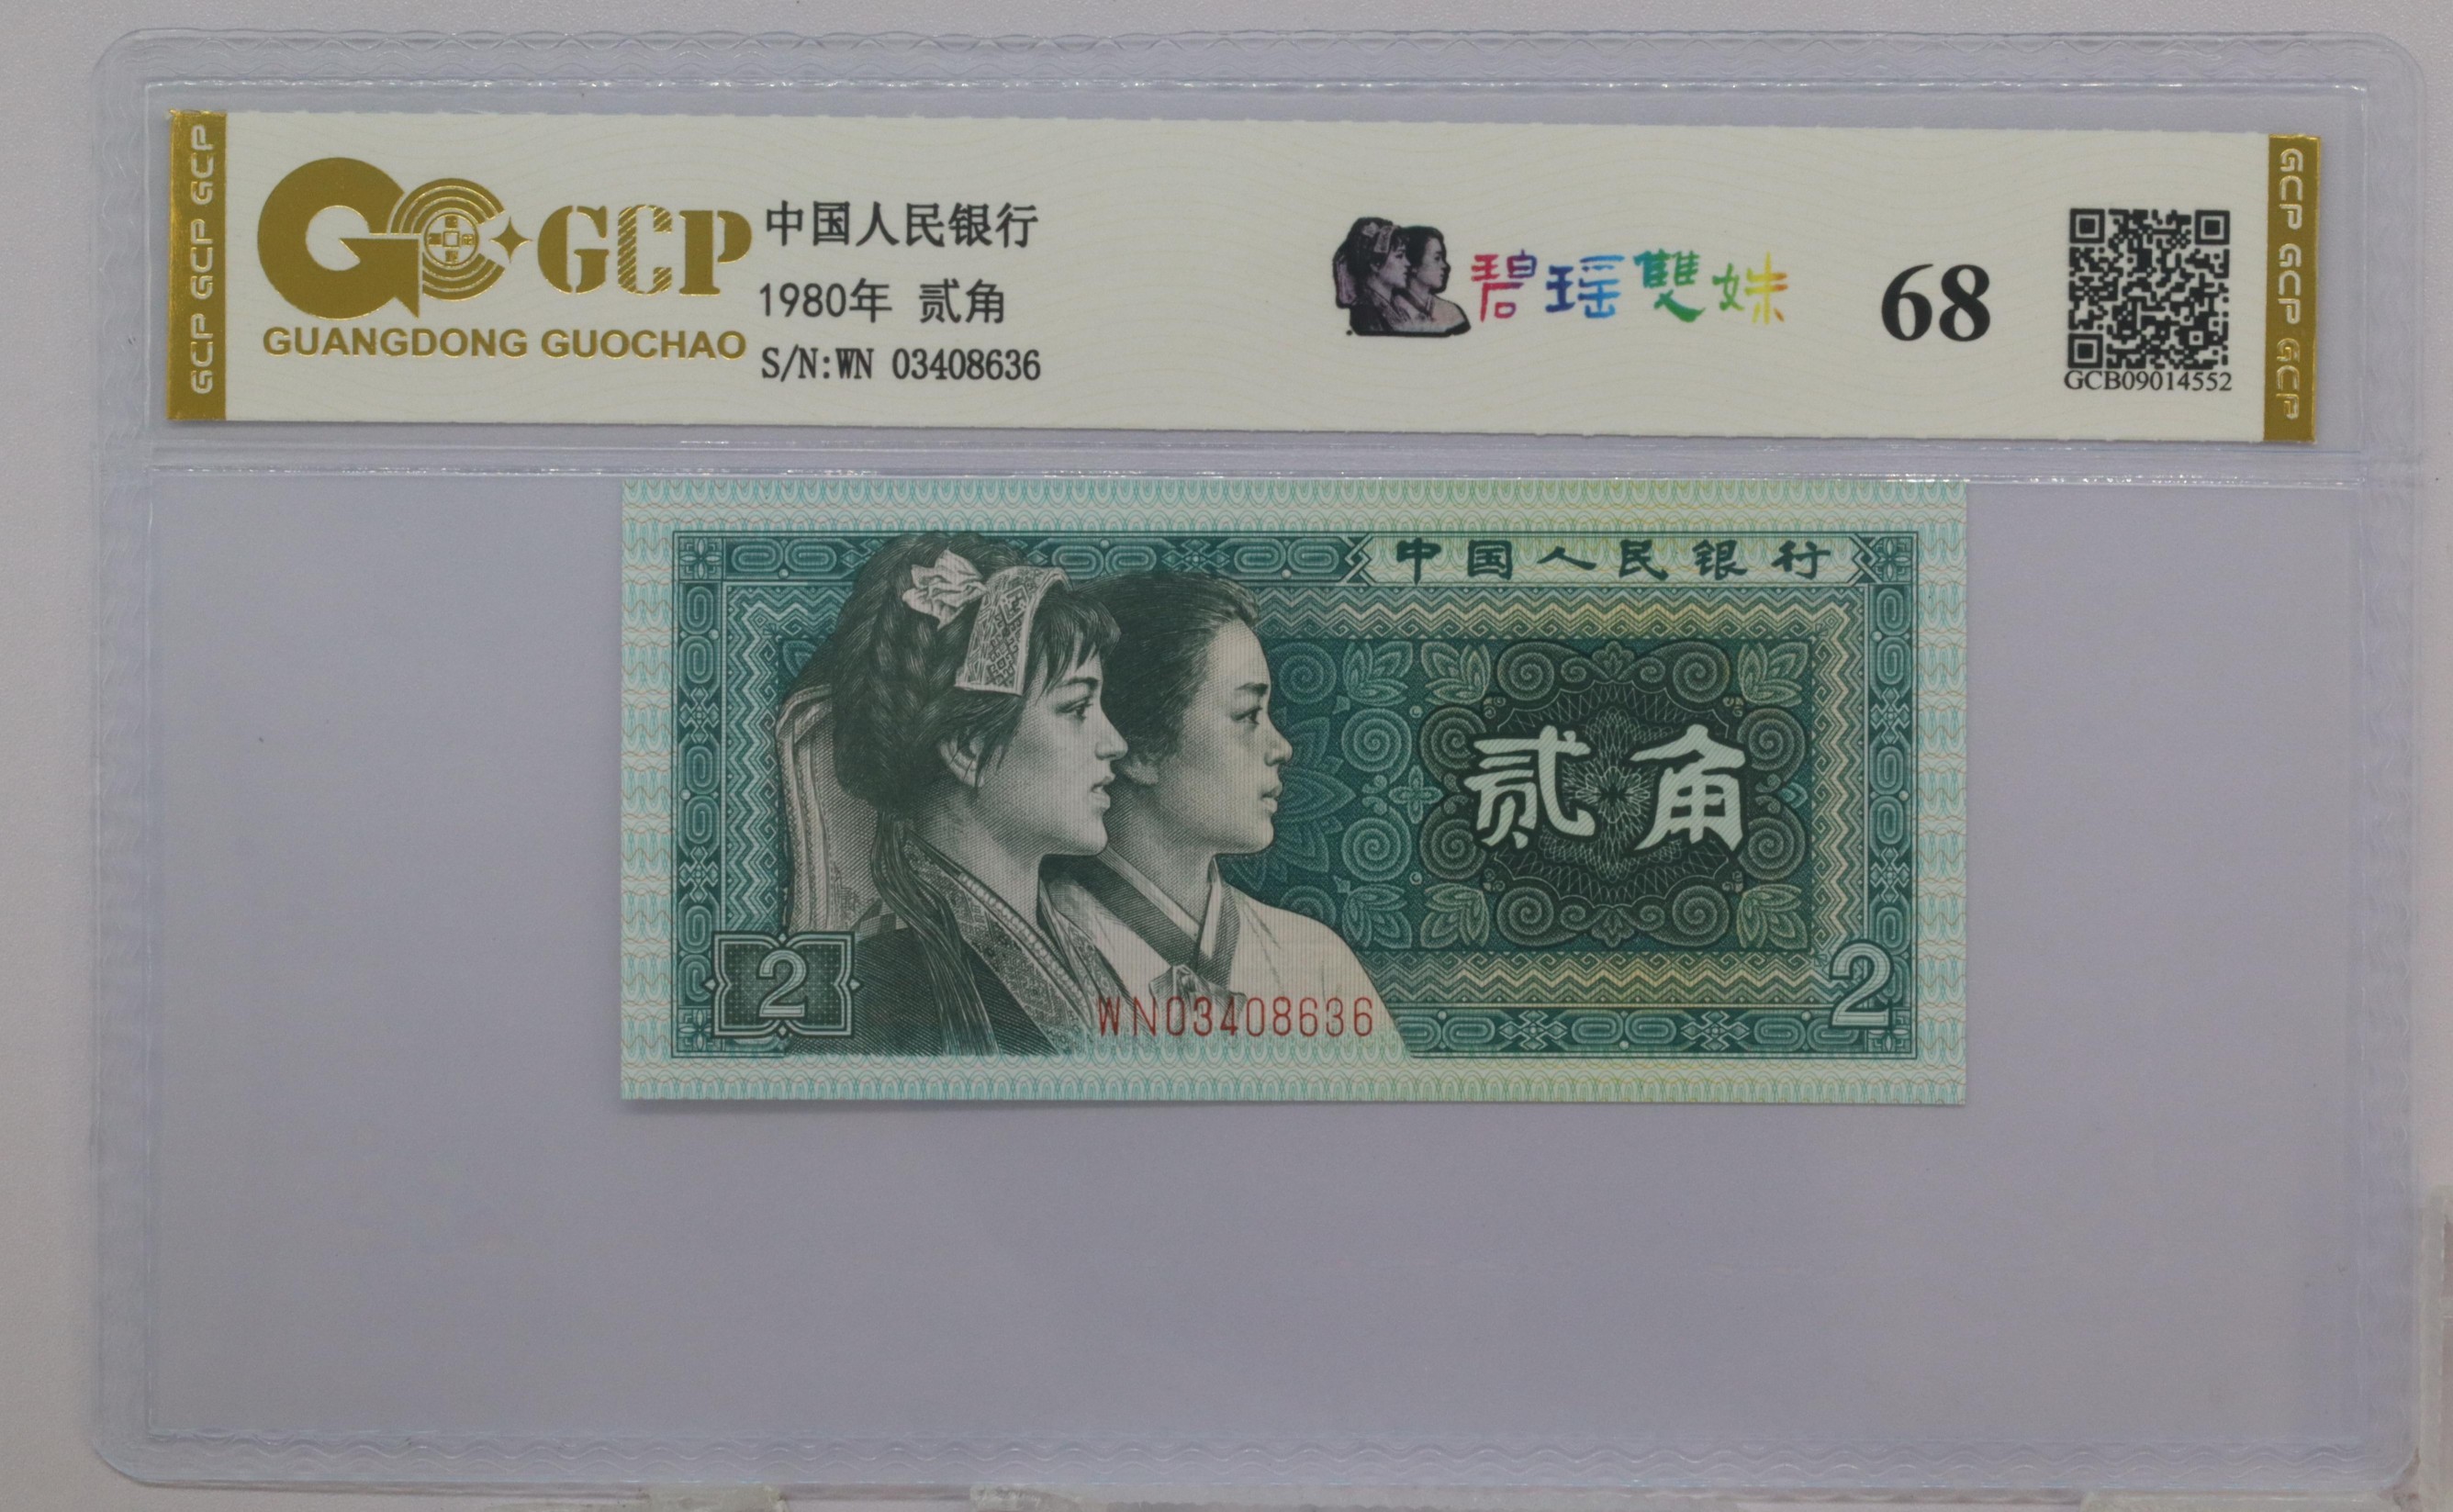 GCP GCP GCP
GCP
GUANGDONG GUOCHAO
中国人民银行
1980年 贰角
S/N:WN 03408636
碧瑶雙姝
68
GCB09014552
GCP GCP GCP
中国人民银行
贰角
2
WN03408636
2